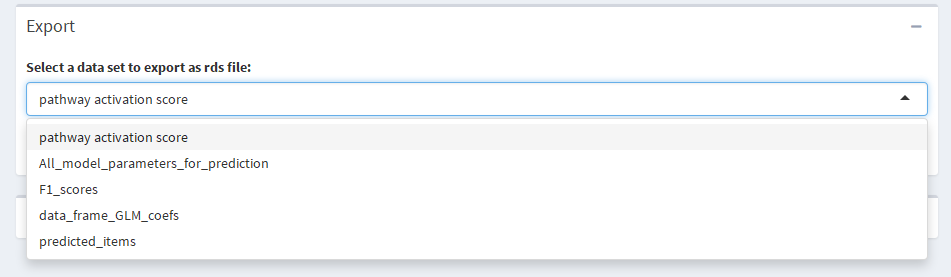 Export
Select a data set to export as rds file:
pathway activation score
pathway activation score
All_model_parameters_for_prediction
F1_scores
data_frame_GLM_coefs
predicted_items